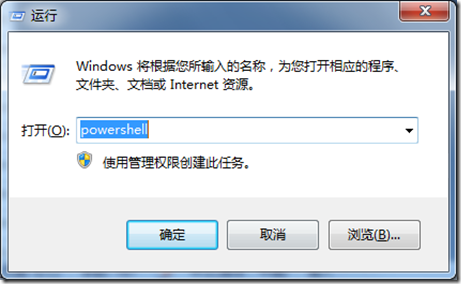 运行
Windows 将根据您所输入的名称，为您打开相应的程序、
文件夹、文档或 Internet 资源。
打开(O):
powershell
使用管理权限创建此任务。
确定
取消
浏览(B)...